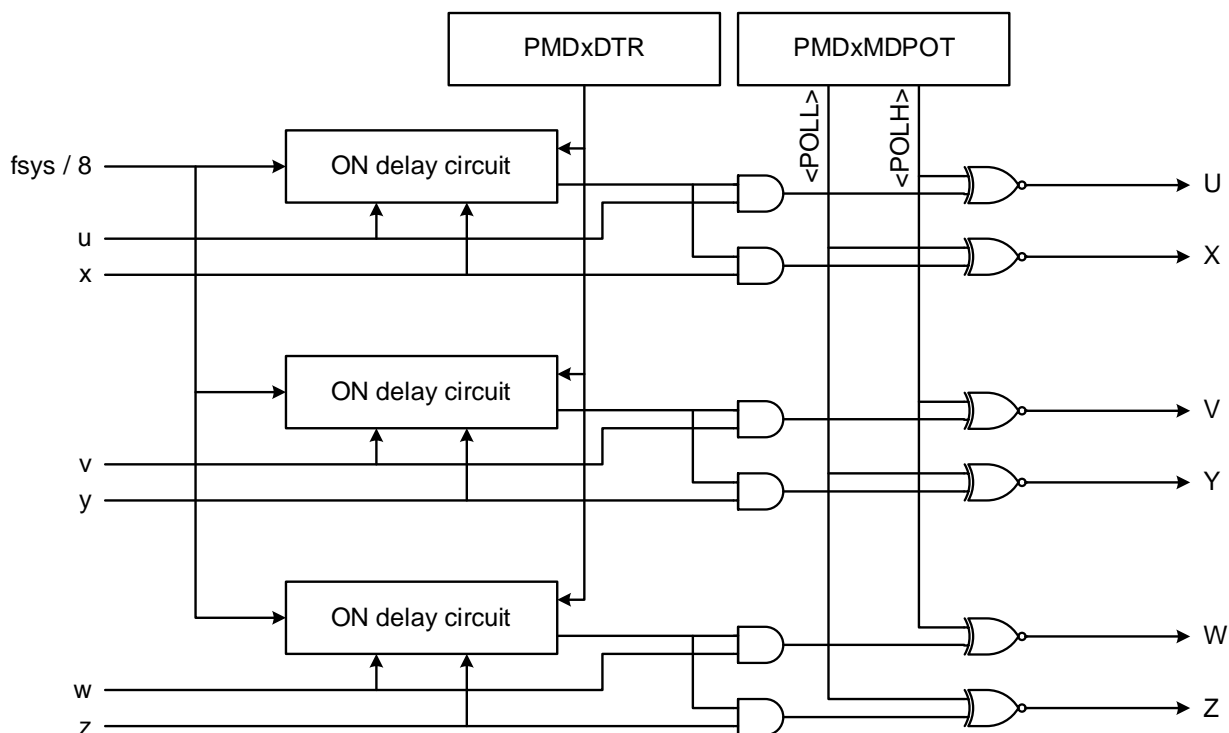 PMDxDTR
PMDxMDPOT
<POLL>
<POLH>
fsys / 8
ON delay circuit
U
u
X
x
ON delay circuit
V
v
Y
y
ON delay circuit
W
w
Z
z